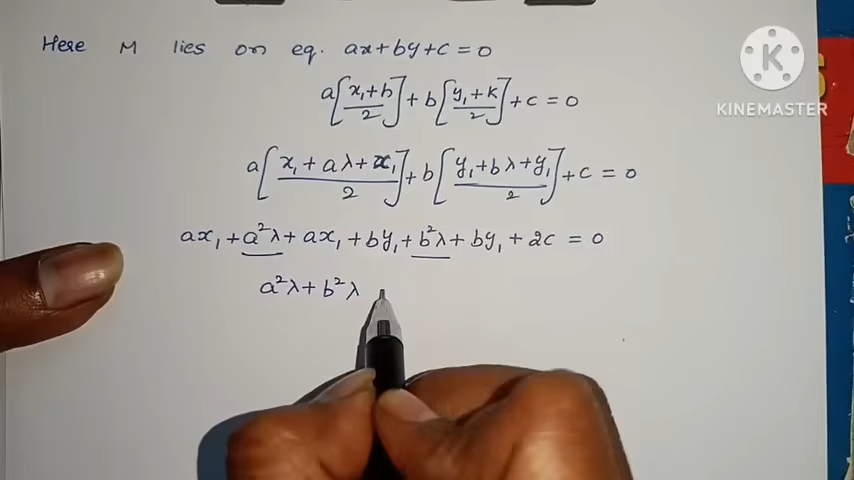 Here M lies on eq. ax+by+c=0
a[x₁+h/2]+b[y₁+k/2]+c=0
a[x₁+aλ+x₁/2]+b[y₁+bλ+y₁/2]+c=0
ax₁+a²λ+ax₁+by₁+b²λ+by₁+2c=0
a²λ+b²λ
K
KINEMASTER